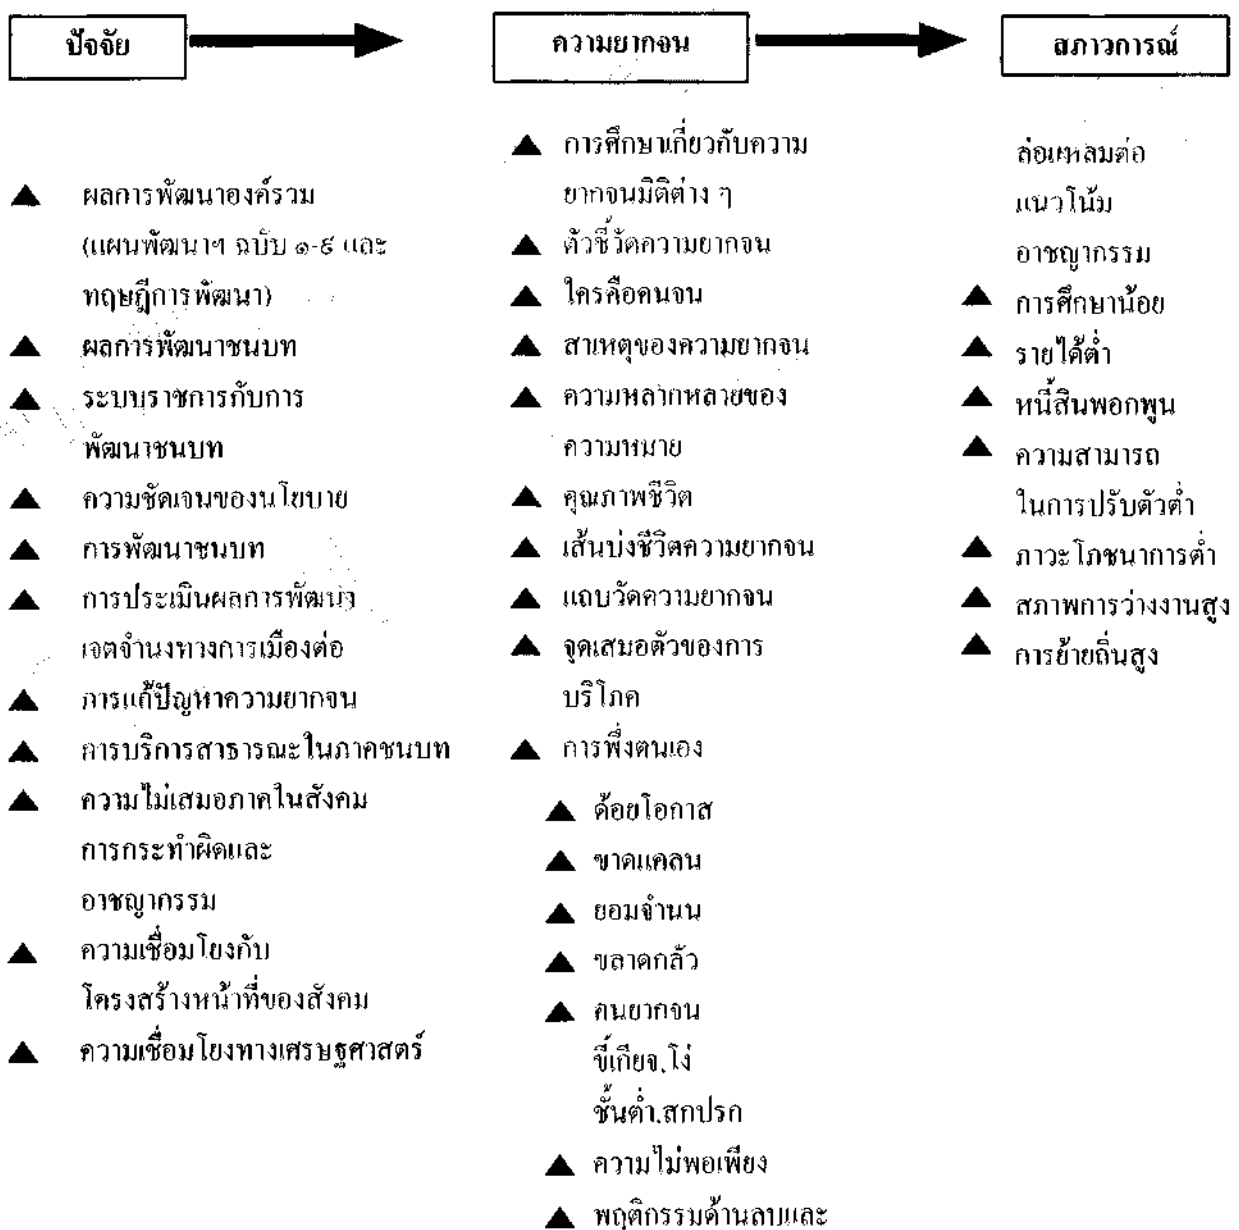 ปัจจัย
ความยากจน
สภาวการณ์
ผลการพัฒนาองค์รวม
(แผนพัฒนาฯ ฉบับ ๑-๙ และ
ทฤษฎีการพัฒนา)
ผลการพัฒนาชนบท
ระบบราชการกับการ
พัฒนาชนบท
ความชัดเจนของนโยบาย
การพัฒนาชนบท
การประเมินผลการพัฒนา
เจตจำนงทางการเมืองต่อ
การแก้ปัญหาความยากจน
การบริการสาธารณะในภาคชนบท
ความไม่เสมอภาคในสังคม
การกระทำผิดและ
อาชญากรรม
ความเชื่อมโยงกับ
โครงสร้างหน้าที่ของสังคม
ความเชื่อมโยงทางเศรษฐศาสตร์
การศึกษาเกี่ยวกับความ
ยากจนมิติต่าง ๆ
ตัวชี้วัดความยากจน
ใครคือคนจน
สาเหตุของความยากจน
ความหลากหลายของ
ความหมาย
คุณภาพชีวิต
เส้นบ่งชีวิตความยากจน
แถบวัดความยากจน
จุดเสมอตัวของการ
บริโภค
การพึ่งตนเอง
ด้อยโอกาส
ขาดแคลน
ยอมจำนน
ขลาดกลัว
คนยากจน
ขี้เกียจ,โง่
ชั้นต่ำ,สกปรก
ความไม่พอเพียง
พฤติกรรมด้านลบและ
ล่อแหลมต่อ
แนวโน้ม
อาชญากรรม
การศึกษาน้อย
รายได้ต่ำ
หนี้สินพอกพูน
ความสามารถ
ในการปรับตัวต่ำ
ภาวะโภชนาการต่ำ
สภาพการว่างงานสูง
การย้ายถิ่นสูง